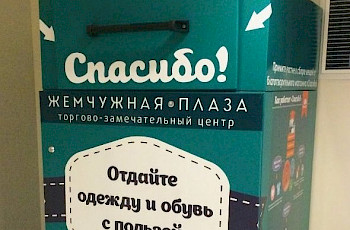 Спасибо!
ЖЕМЧУЖНАЯ ПЛАЗА
торгово-замечательный центр
Отдайте
одежду и обувь
с пользой